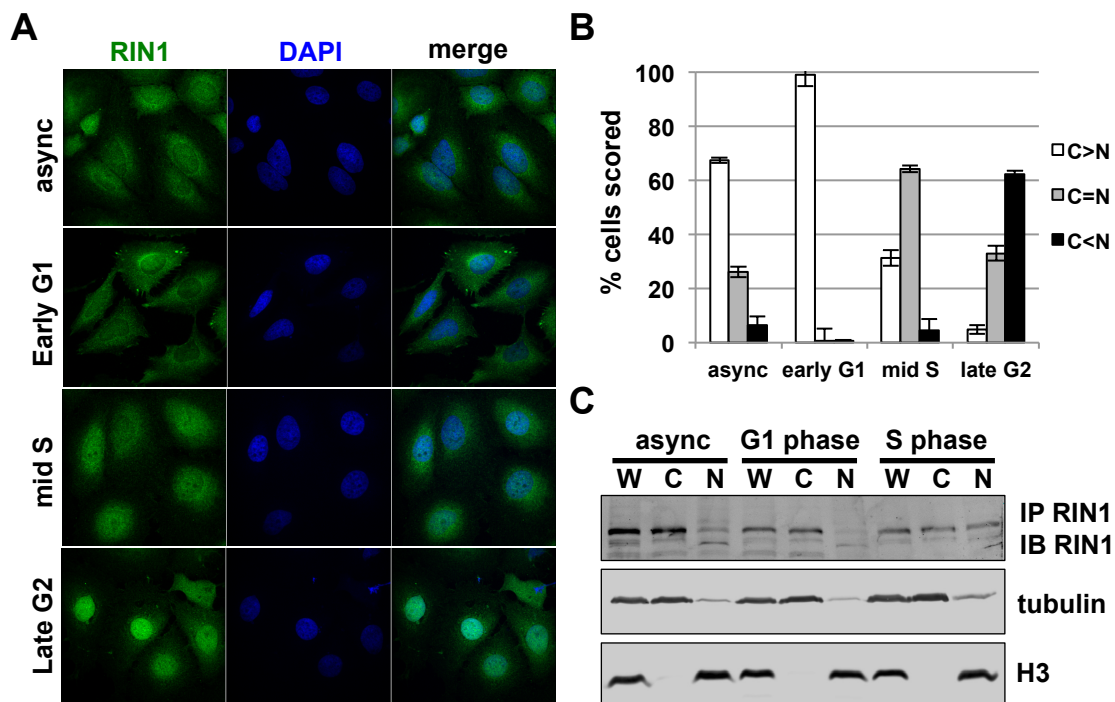 A
RIN1 DAPI merge
async
Early G1
mid S
Late G2
B
% cells scored
100
80
60
40
20
0
async early G1 mid S late G2
C>N
C=N
C<N
C
async G1 phase S phase
W C N W C N W C N
IP RIN1
IB RIN1
tubulin
H3